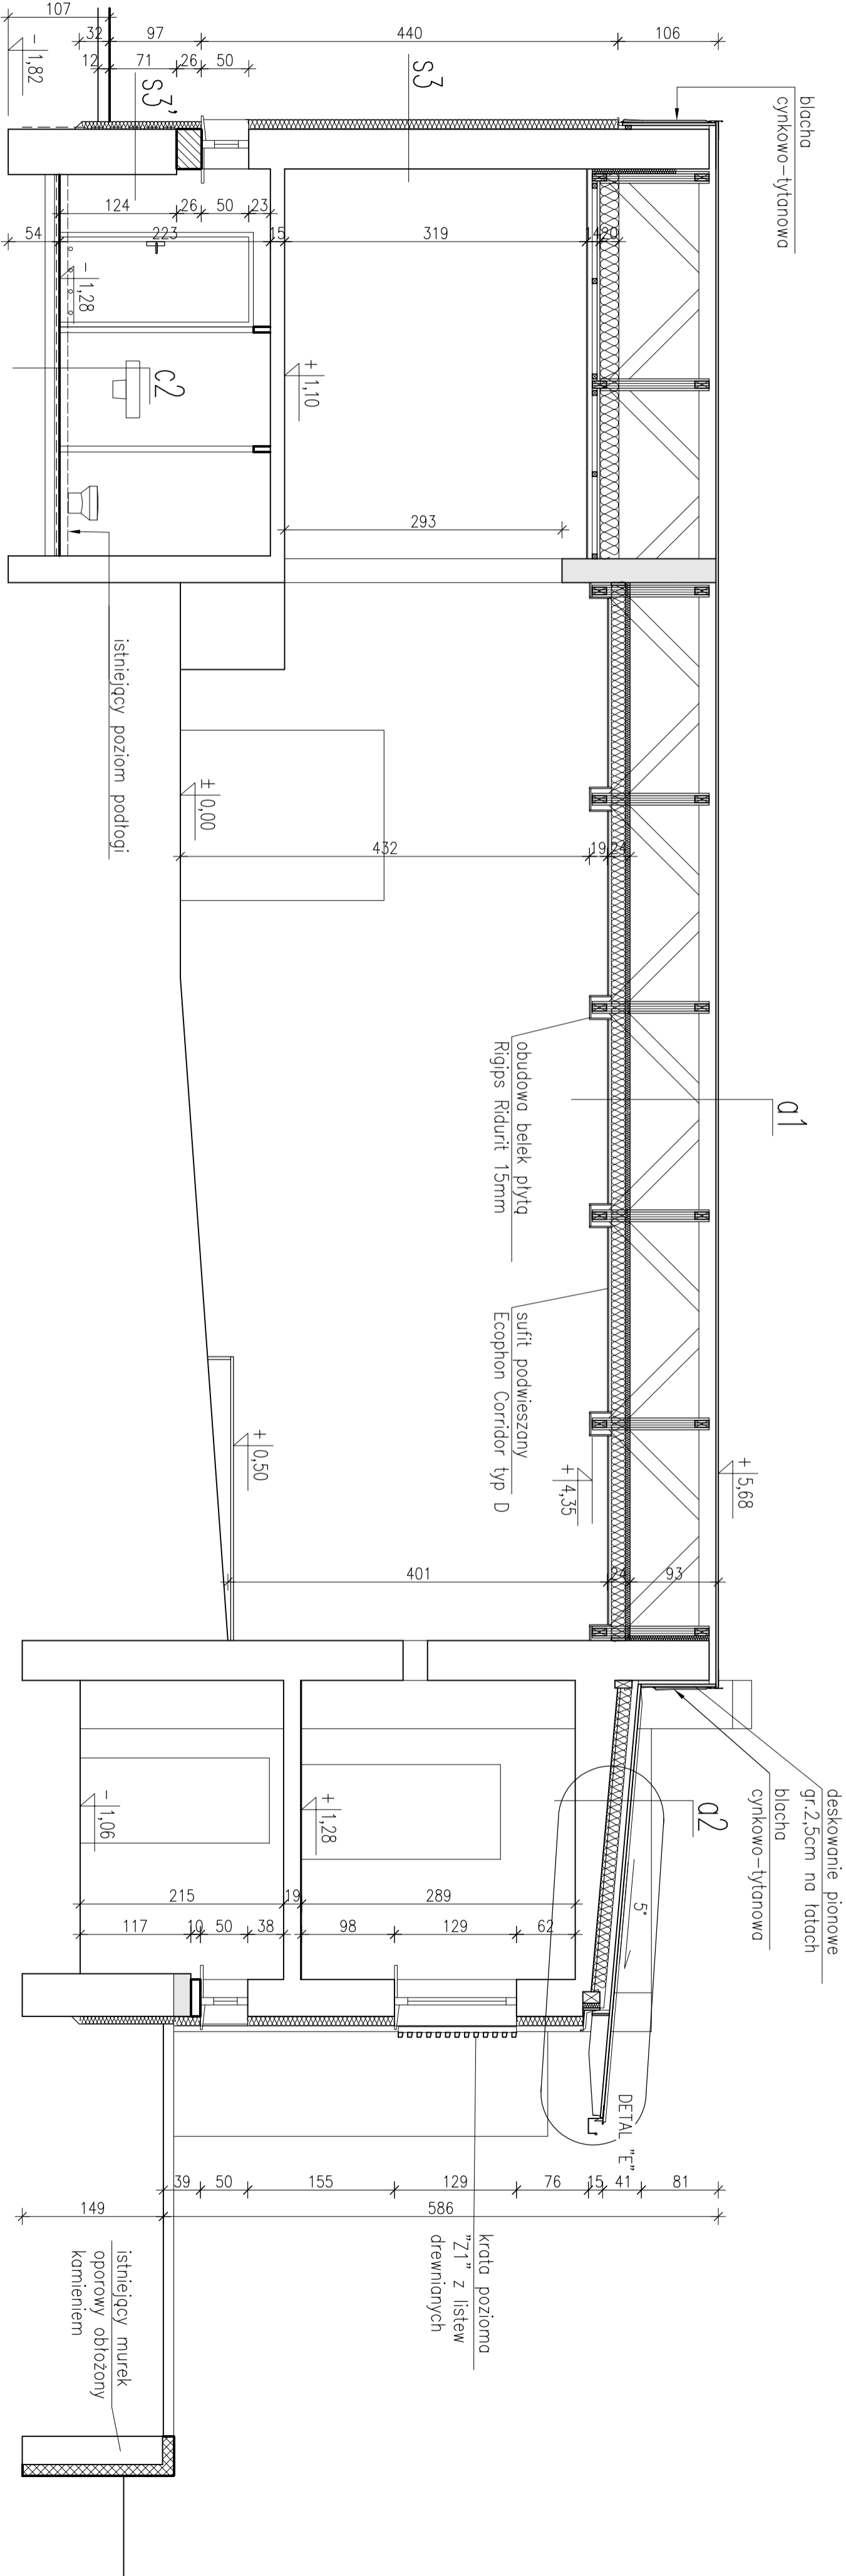 blacha
cynkowo-tytanowa
106
440
97
32
107
- 1,82
50
26
71
12
s3
s3'
23
50
26
124
1420
319
15
223
54
- 1,28
c2
+ 1,10
293
istniejący poziom podłogi
± 0,00
432
19
24
a1
obudowa belek płytą
Rigips Ridurit 15mm
sufit podwieszany
Ecophon Corridor typ D
+ 0,50
+ 4,35
+ 5,68
401
24
93
deskowanie pionowe
gr.2,5cm na łatach
blacha
cynkowo-tytanowa
a2
5°
- 1,06
+ 1,28
215
19
289
117
10
50
38
98
129
62
DETAL "E"
39
50
155
129
76
15
41
81
149
586
krata pozioma
"Z1" z listew
drewnianych
istniejący murek
oporowy obłożony
kamieniem